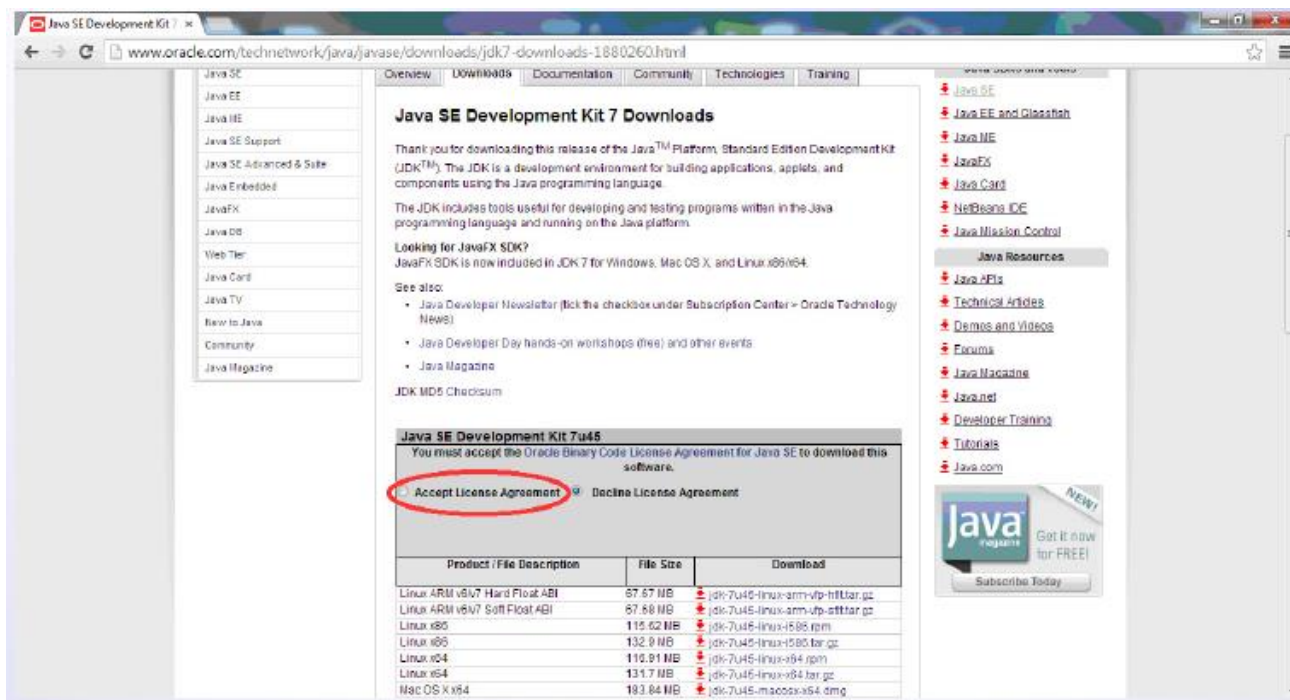 Java SE Development Kit 7
www.oracle.com/technetwork/java/javase/downloads/jdk7-downloads-1880260.html
Java SE
Java EE
Java ME
Java SE Support
Java SE Advanced & Suite
Java Embedded
JavaFX
Java DB
Web Tier
Java Card
Java TV
New to Java
Community
Java Magazine
Overview Downloads Documentation Community Technologies Training
Java SE Development Kit 7 Downloads
Thank you for downloading this release of the Java™ Platform, Standard Edition Development Kit
(JDK™). The JDK is a development environment for building applications, applets, and
components using the Java programming language.
The JDK includes tools useful for developing and testing programs written in the Java
programming language and running on the Java platform.
Looking for JavaFX SDK?
JavaFX SDK is now included in JDK 7 for Windows, Mac OS X, and Linux x86/x64.
See also:
• Java Developer Newsletter (tick the checkbox under Subscription Center > Oracle Technology
News)
• Java Developer Day hands-on workshops (free) and other events
• Java Magazine
JDK MD5 Checksum
Java SE Development Kit 7u45
You must accept the Oracle Binary Code License Agreement for Java SE to download this
software.
Accept License Agreement Decline License Agreement
Product / File Description File Size Download
Linux ARM v6/v7 Hard Float ABI 67.67 MB jdk-7u45-linux-arm-vfp-hflt.tar.gz
Linux ARM v6/v7 Soft Float ABI 67.68 MB jdk-7u45-linux-arm-vfp-sflt.tar.gz
Linux x86 115.62 MB jdk-7u45-linux-i586.rpm
Linux x86 132.9 MB jdk-7u45-linux-i586.tar.gz
Linux x64 116.91 MB jdk-7u45-linux-x64.rpm
Linux x64 131.7 MB jdk-7u45-linux-x64.tar.gz
Mac OS X x64 183.84 MB jdk-7u45-macosx-x64.dmg
Java SDKs and Tools
Java SE
Java EE and Glassfish
Java ME
JavaFX
Java Card
NetBeans IDE
Java Mission Control
Java Resources
Java APIs
Technical Articles
Demos and Videos
Forums
Java Magazine
Java.net
Developer Training
Tutorials
Java.com
NEW!
Java
magazine
Get it now
for FREE!
Subscribe Today